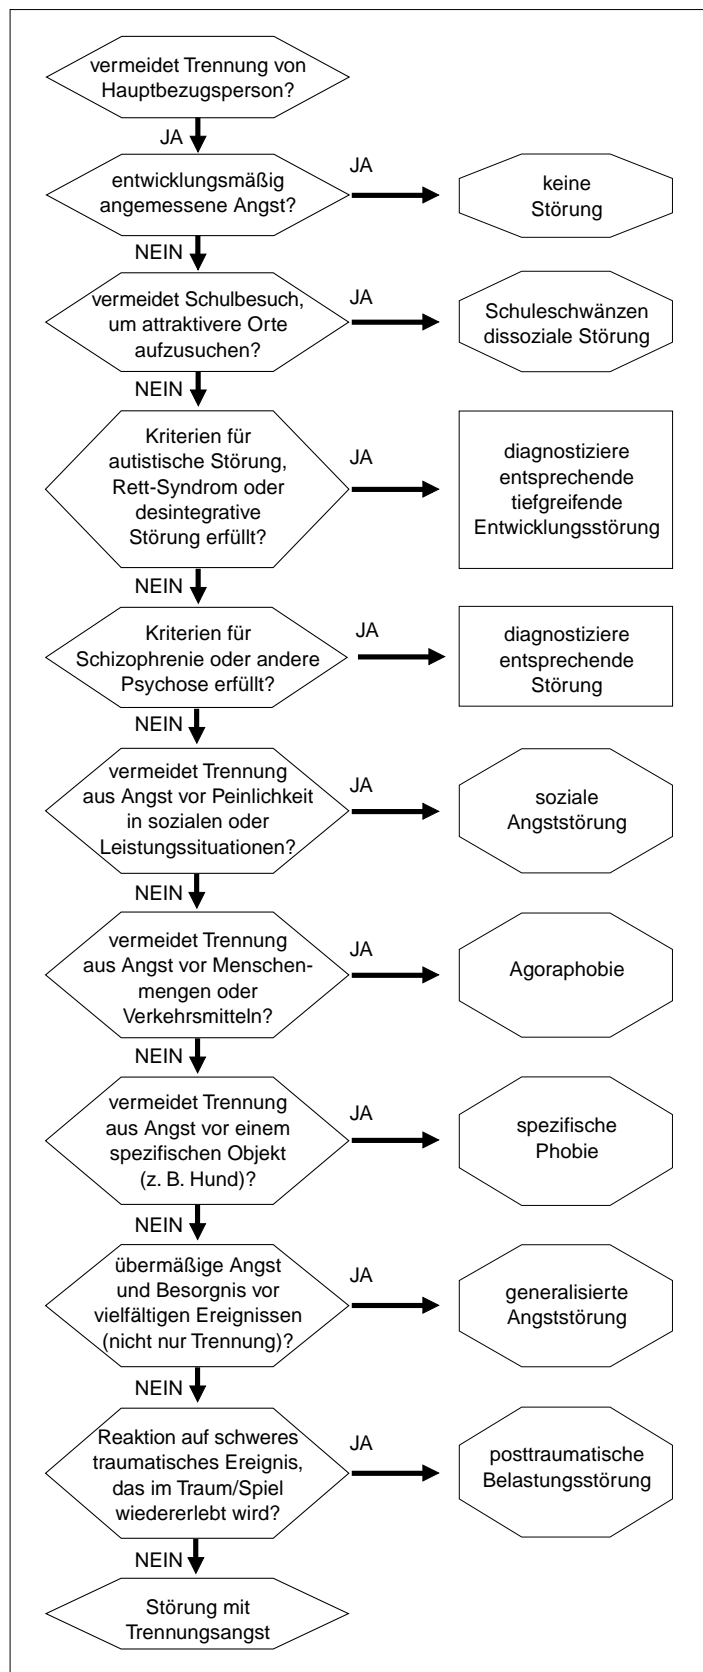 vermeidet Trennung von
Hauptbezugsperson?
JA
entwicklungsmäßig
angemessene Angst?
JA
keine
Störung
NEIN
vermeidet Schulbesuch,
um attraktivere Orte
aufzusuchen?
JA
Schuleschwänzen
dissoziale Störung
NEIN
Kriterien für
autistische Störung,
Rett-Syndrom oder
desintegrative
Störung erfüllt?
JA
diagnostiziere
entsprechende
tiefgreifende
Entwicklungsstörung
NEIN
Kriterien für
Schizophrenie oder andere
Psychose erfüllt?
JA
diagnostiziere
entsprechende
Störung
NEIN
vermeidet Trennung
aus Angst vor Peinlichkeit
in sozialen oder
Leistungssituationen?
JA
soziale
Angststörung
NEIN
vermeidet Trennung
aus Angst vor Menschen-
mengen oder
Verkehrsmitteln?
JA
Agoraphobie
NEIN
vermeidet Trennung
aus Angst vor einem
spezifischen Objekt
(z. B. Hund)?
JA
spezifische
Phobie
NEIN
übermäßige Angst
und Besorgnis vor
vielfältigen Ereignissen
(nicht nur Trennung)?
JA
generalisierte
Angststörung
NEIN
Reaktion auf schweres
traumatisches Ereignis,
das im Traum/Spiel
wiedererlebt wird?
JA
posttraumatische
Belastungsstörung
NEIN
Störung mit
Trennungsangst